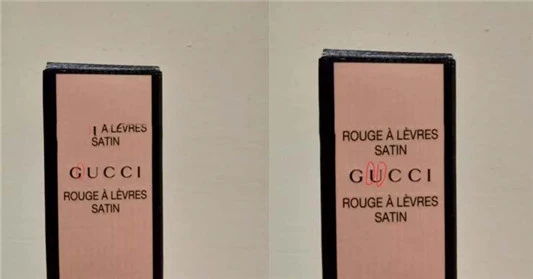 A LÈVRES
SATIN
GUCCI
ROUGE À LÈVRES
SATIN
ROUGE À LÈVRES
SATIN
GUCCI
ROUGE À LÈVRES
SATIN